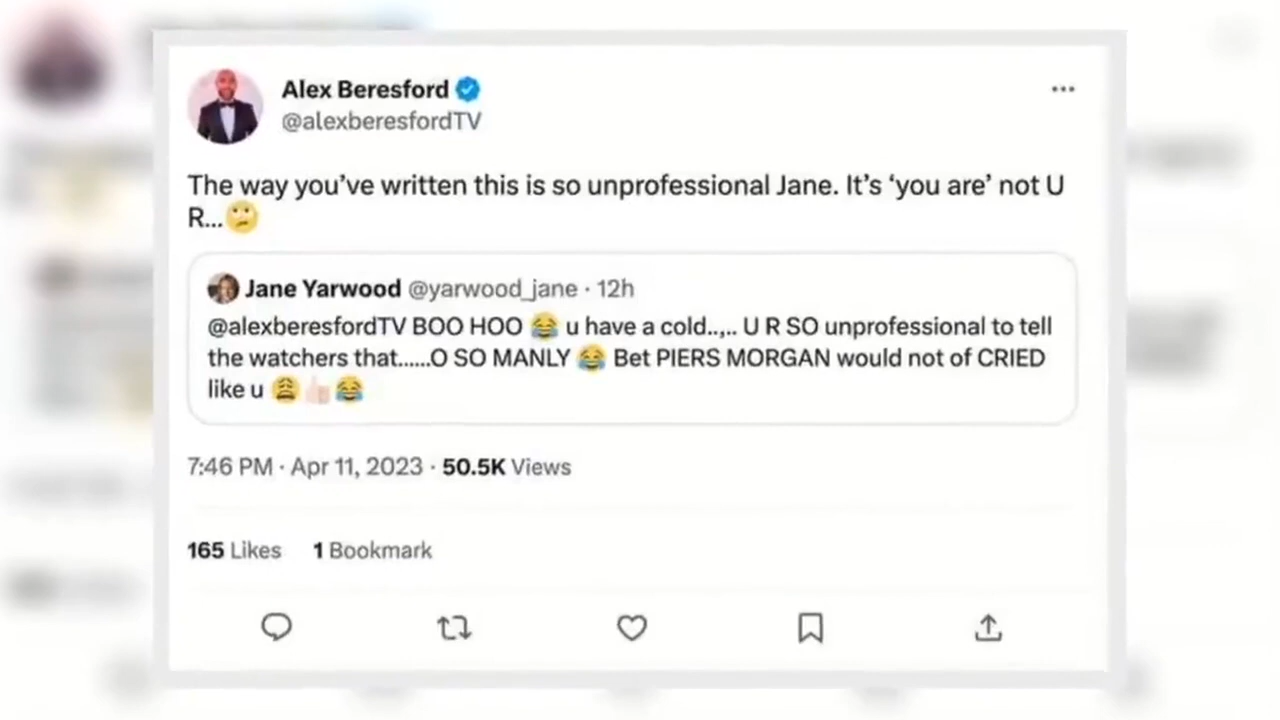 Alex Beresford
@alexberesfordTV
The way you’ve written this is so unprofessional Jane. It’s ‘you are’ not U
R...🫤
Jane Yarwood @yarwood_jane · 12h
@alexberesfordTV BOO HOO 😂 u have a cold..,.. U R SO unprofessional to tell
the watchers that......O SO MANLY 😂 Bet PIERS MORGAN would not of CRIED
like u 😩👍🏻😂
7:46 PM · Apr 11, 2023 · 50.5K Views
165 Likes 1 Bookmark